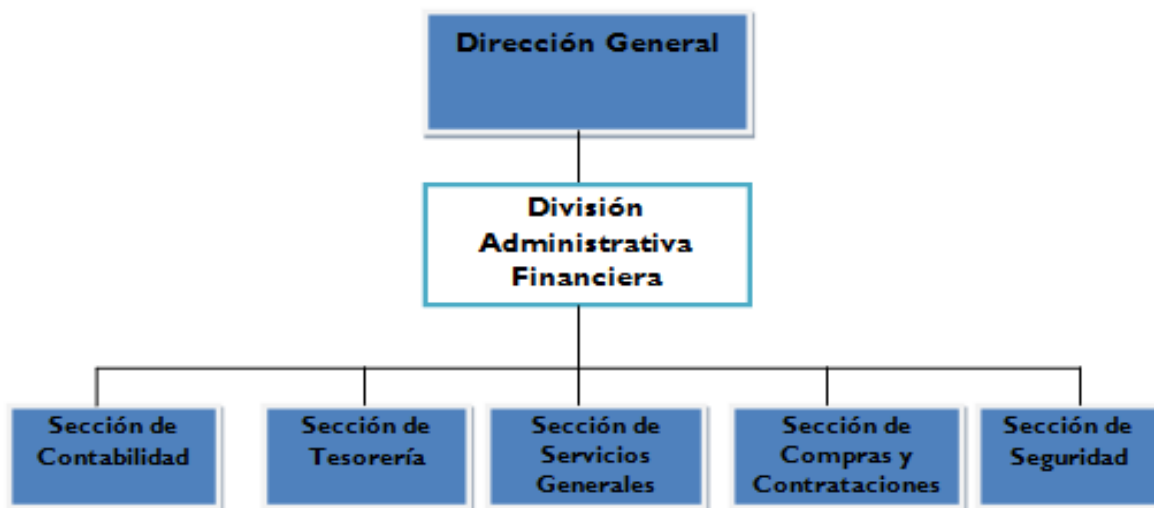 Dirección General
División
Administrativa
Financiera
Sección de
Contabilidad
Sección de
Tesorería
Sección de
Servicios
Generales
Sección de
Compras y
Contrataciones
Sección de
Seguridad